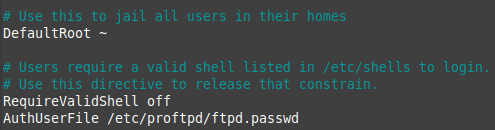 # Use this to jail all users in their homes
DefaultRoot ~
# Users require a valid shell listed in /etc/shells to login.
# Use this directive to release that constrain.
RequireValidShell off
AuthUserFile /etc/proftpd/ftpd.passwd